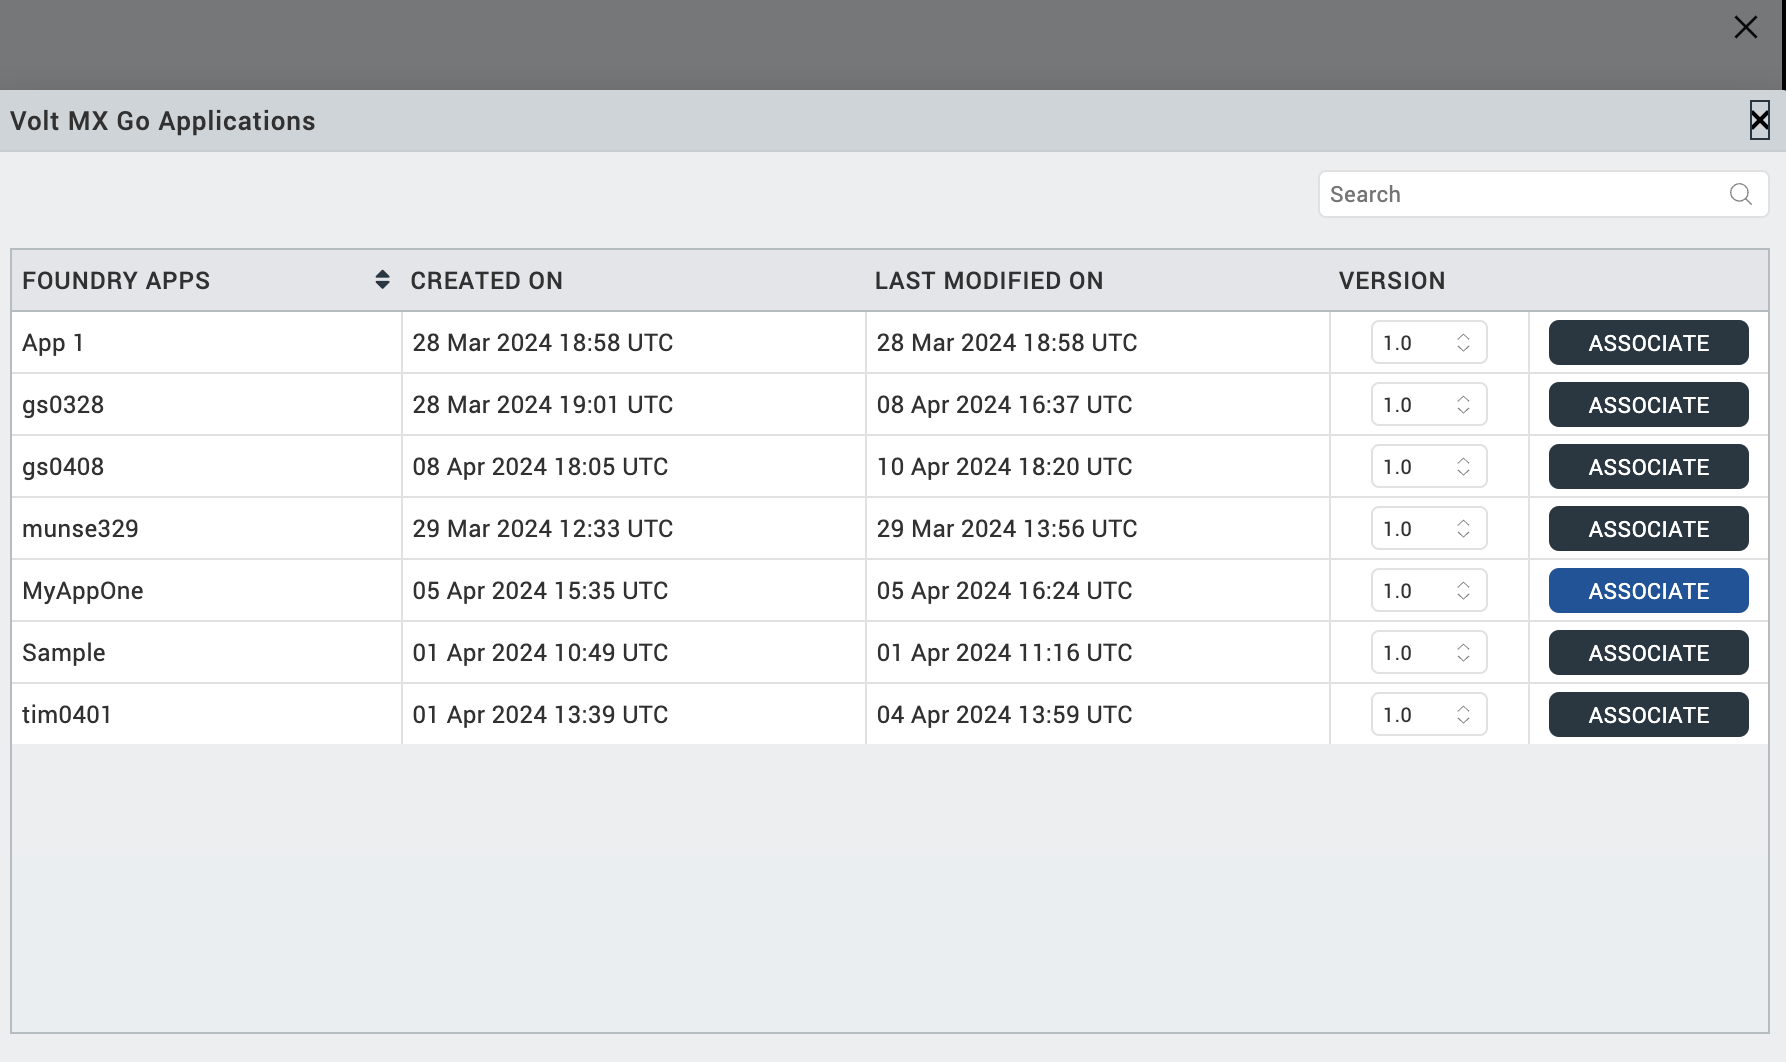 Volt MX Go Applications
Search
FOUNDRY APPS CREATED ON LAST MODIFIED ON VERSION
App 1 28 Mar 2024 18:58 UTC 28 Mar 2024 18:58 UTC 1.0 ASSOCIATE
gs0328 28 Mar 2024 19:01 UTC 08 Apr 2024 16:37 UTC 1.0 ASSOCIATE
gs0408 08 Apr 2024 18:05 UTC 10 Apr 2024 18:20 UTC 1.0 ASSOCIATE
munse329 29 Mar 2024 12:33 UTC 29 Mar 2024 13:56 UTC 1.0 ASSOCIATE
MyAppOne 05 Apr 2024 15:35 UTC 05 Apr 2024 16:24 UTC 1.0 ASSOCIATE
Sample 01 Apr 2024 10:49 UTC 01 Apr 2024 11:16 UTC 1.0 ASSOCIATE
tim0401 01 Apr 2024 13:39 UTC 04 Apr 2024 13:59 UTC 1.0 ASSOCIATE